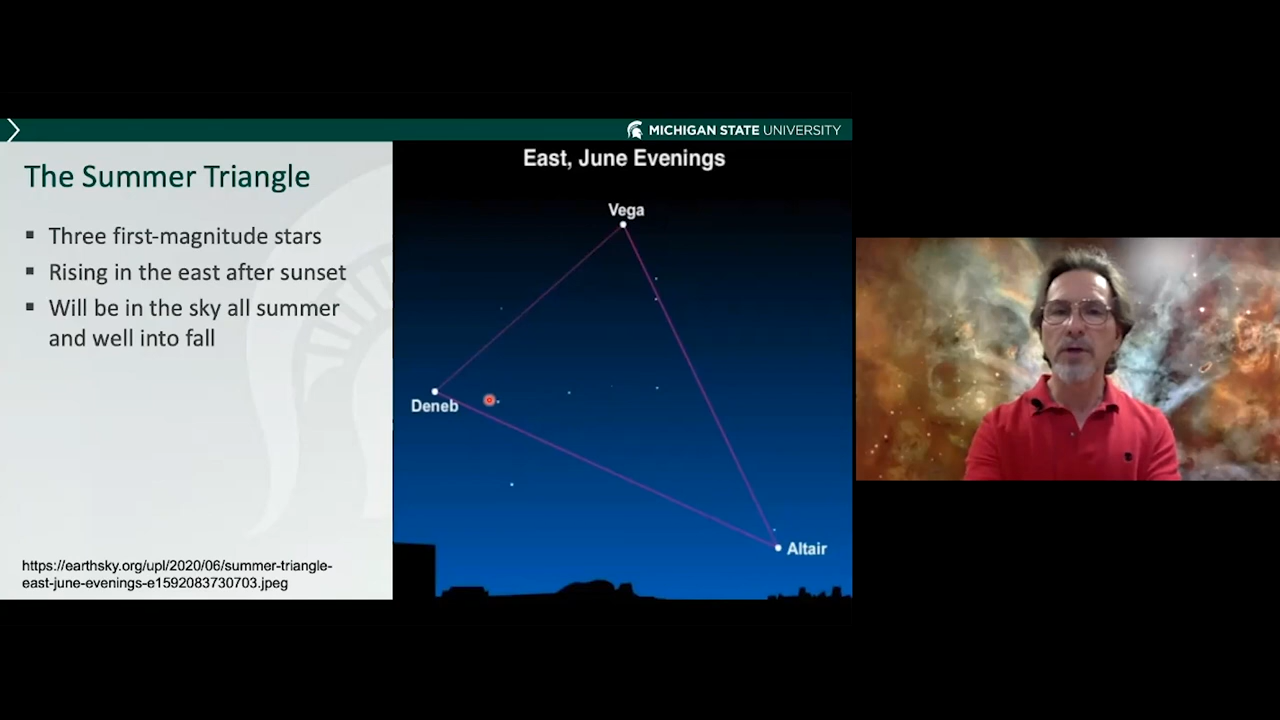 MICHIGAN STATE UNIVERSITY
The Summer Triangle
▪ Three first-magnitude stars
▪ Rising in the east after sunset
▪ Will be in the sky all summer
and well into fall
https://earthsky.org/upl/2020/06/summer-triangle-
east-june-evenings-e1592083730703.jpeg
East, June Evenings
Vega
Deneb
Altair